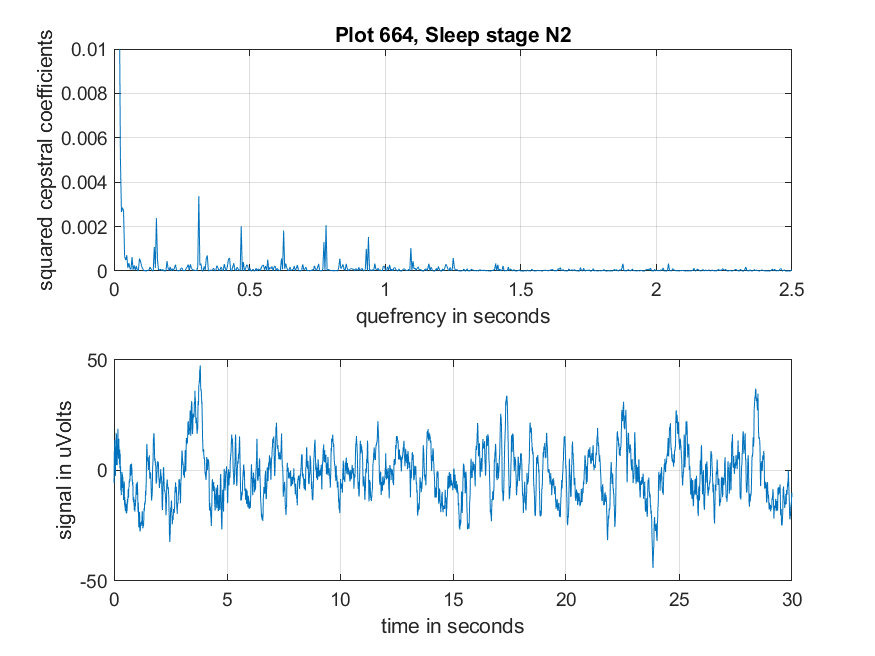 Plot 664, Sleep stage N2
squared cepstral coefficients
0.01
0.008
0.006
0.004
0.002
0
0 0.5 1 1.5 2 2.5
quefrency in seconds
signal in uVolts
50
0
-50
0 5 10 15 20 25 30
time in seconds